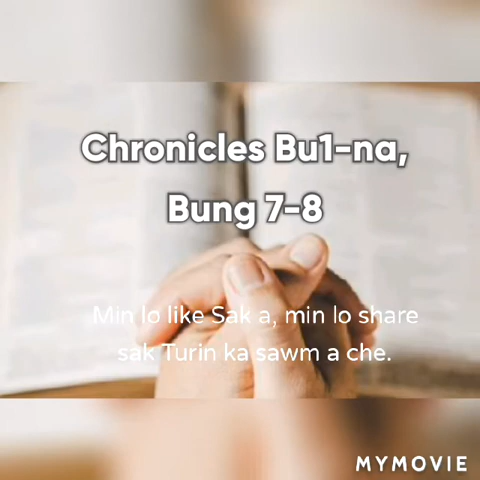 Chronicles Bu1-na,
Bung 7-8
Min lo like Sak a, min lo share
sak Turin ka sawm a che.
MYMOVIE